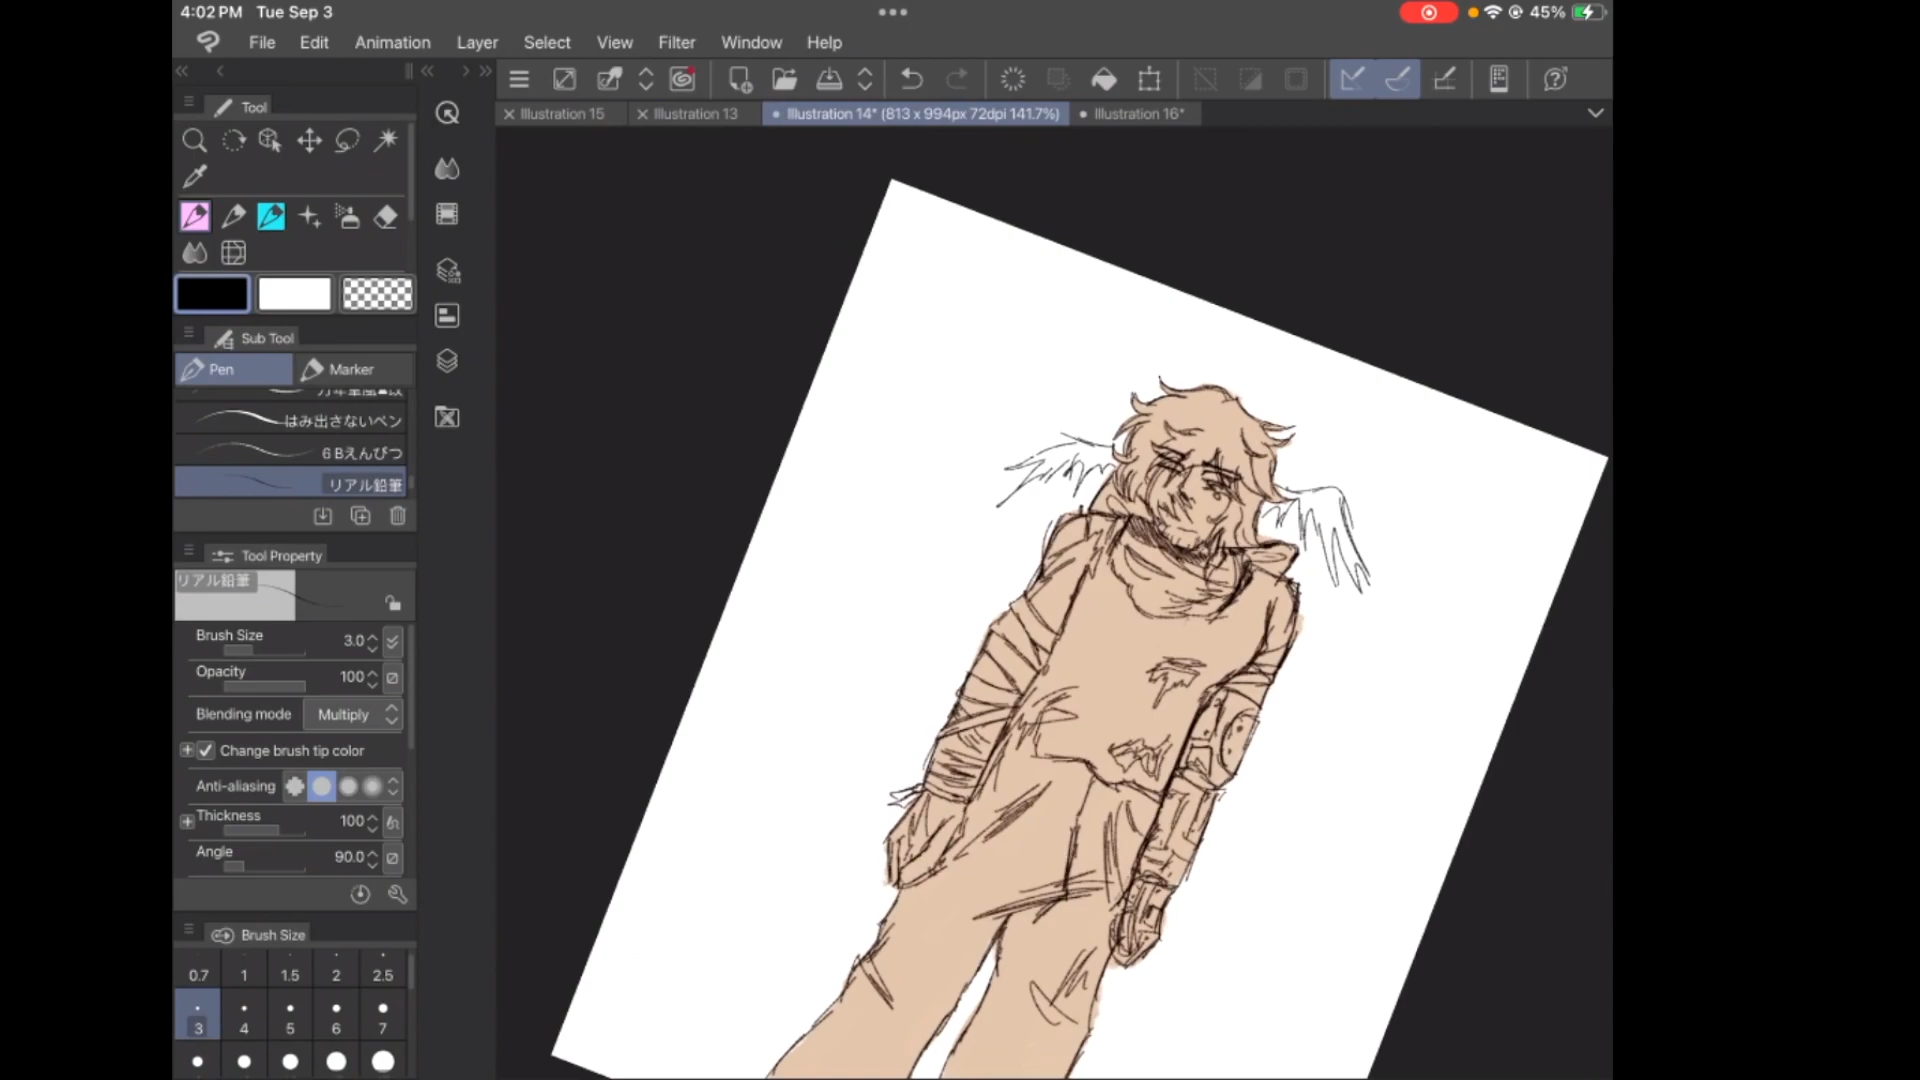 4:02 PM Tue Sep 3
45%
File Edit Animation Layer Select View Filter Window Help
Tool
Illustration 15
Illustration 13
Illustration 14* (813 x 994px 72dpi 141.7%)
Illustration 16*
Sub Tool
Pen
Marker
はみ出さないペン
6Bえんぴつ
リアル鉛筆
Tool Property
リアル鉛筆
Brush Size 3.0
Opacity 100
Blending mode Multiply
Change brush tip color
Anti-aliasing
Thickness 100
Angle 90.0
Brush Size
0.7 1 1.5 2 2.5
3 4 5 6 7